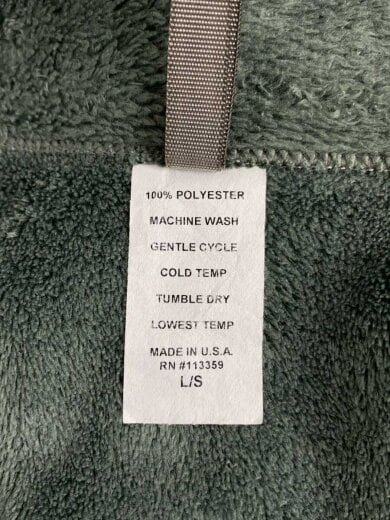 100% POLYESTER
MACHINE WASH
GENTLE CYCLE
COLD TEMP
TUMBLE DRY
LOWEST TEMP
MADE IN U.S.A.
RN #113359
L/S